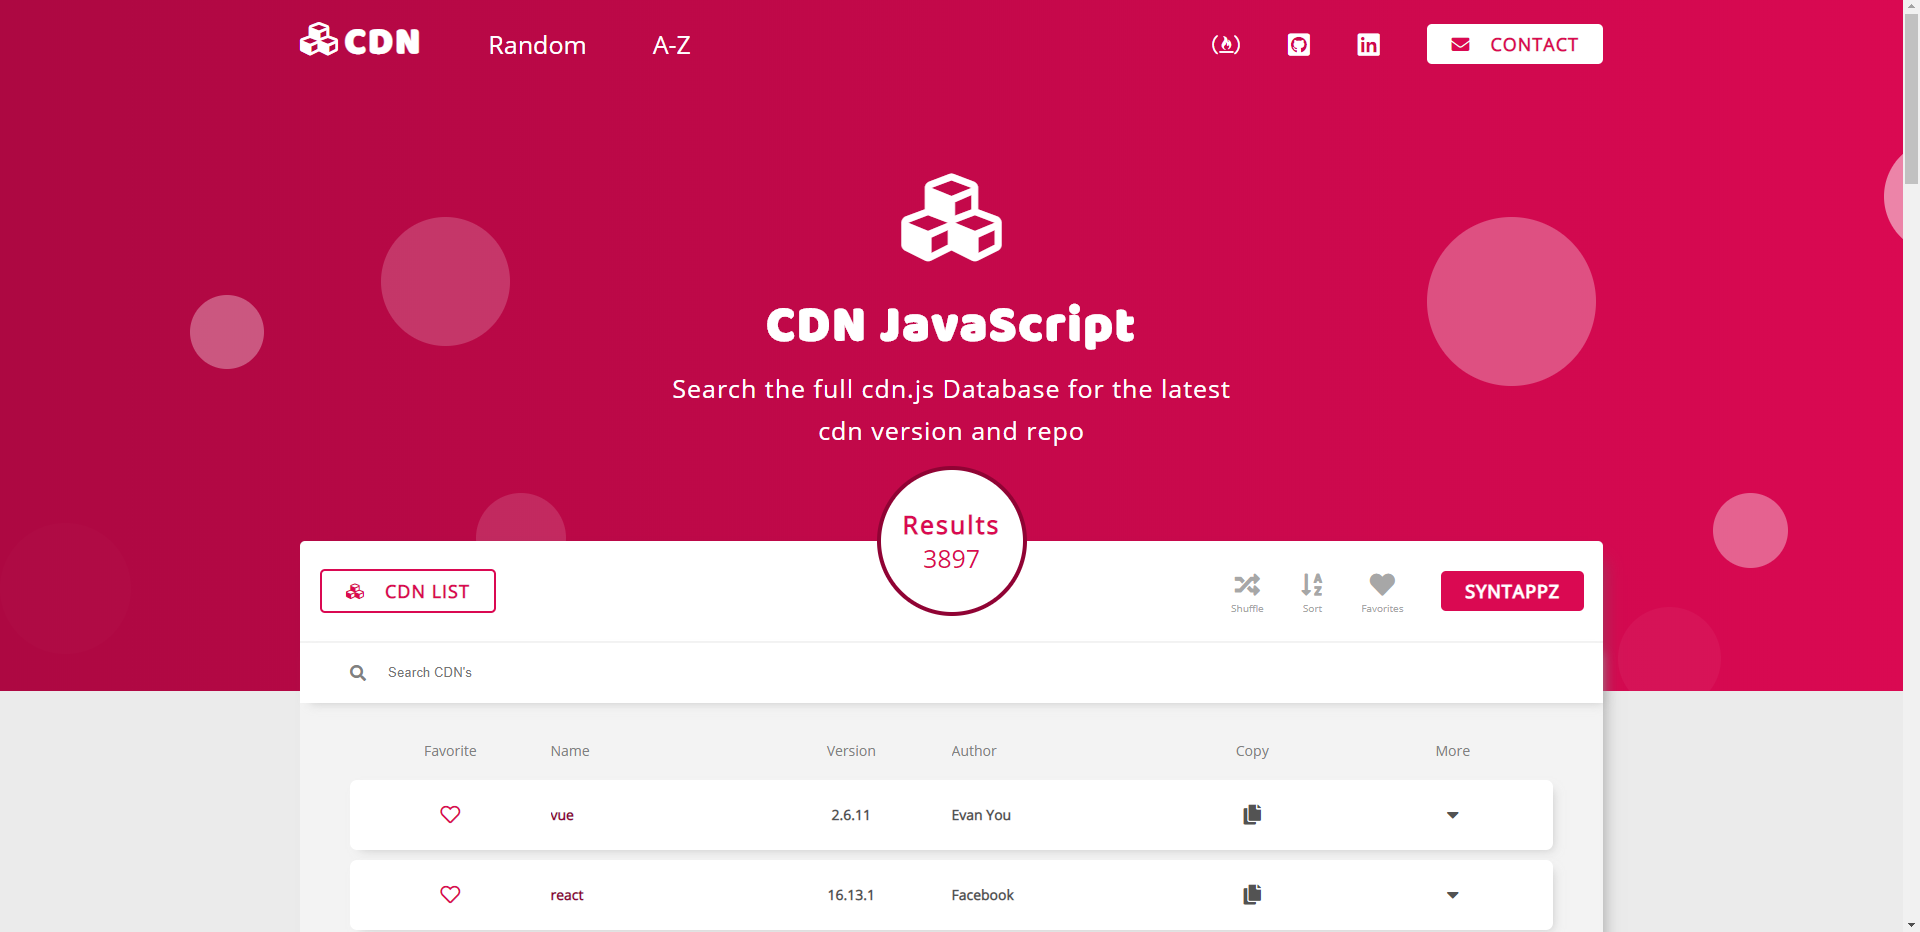 CDN
Random
A-Z
CONTACT
CDN JavaScript
Search the full cdn.js Database for the latest
cdn version and repo
Results
3897
CDN LIST
Shuffle
Sort
Favorites
SYNTAPPZ
Search CDN's
Favorite Name Version Author Copy More
vue 2.6.11 Evan You
react 16.13.1 Facebook